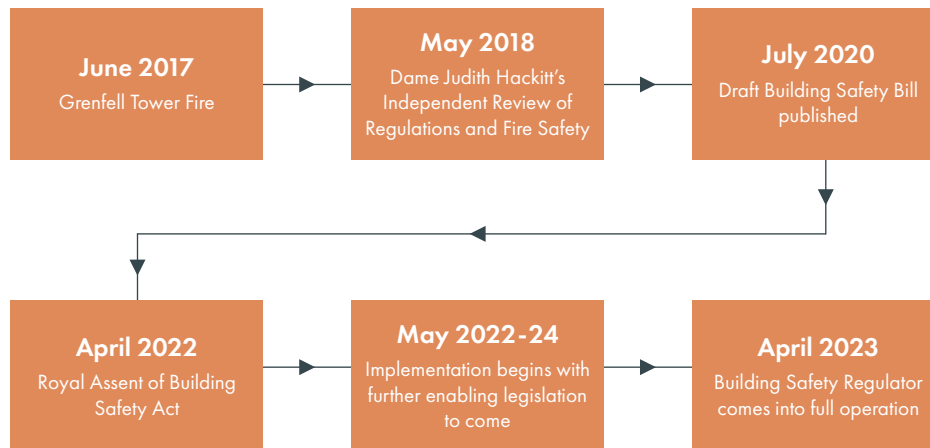 June 2017
Grenfell Tower Fire
May 2018
Dame Judith Hackitt’s
Independent Review of
Regulations and Fire Safety
July 2020
Draft Building Safety Bill
published
April 2022
Royal Assent of Building
Safety Act
May 2022-24
Implementation begins with
further enabling legislation
to come
April 2023
Building Safety Regulator
comes into full operation